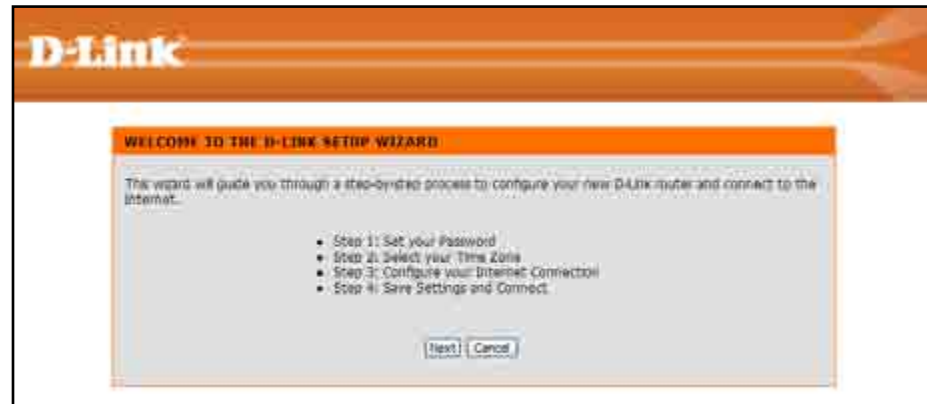 D-Link
WELCOME TO THE D-LINK SETUP WIZARD
This wizard will guide you through a step-by-step process to configure your new D-Link router and connect to the
Internet.
• Step 1: Set your Password
• Step 2: Select your Time Zone
• Step 3: Configure your Internet Connection
• Step 4: Save Settings and Connect
Next Cancel